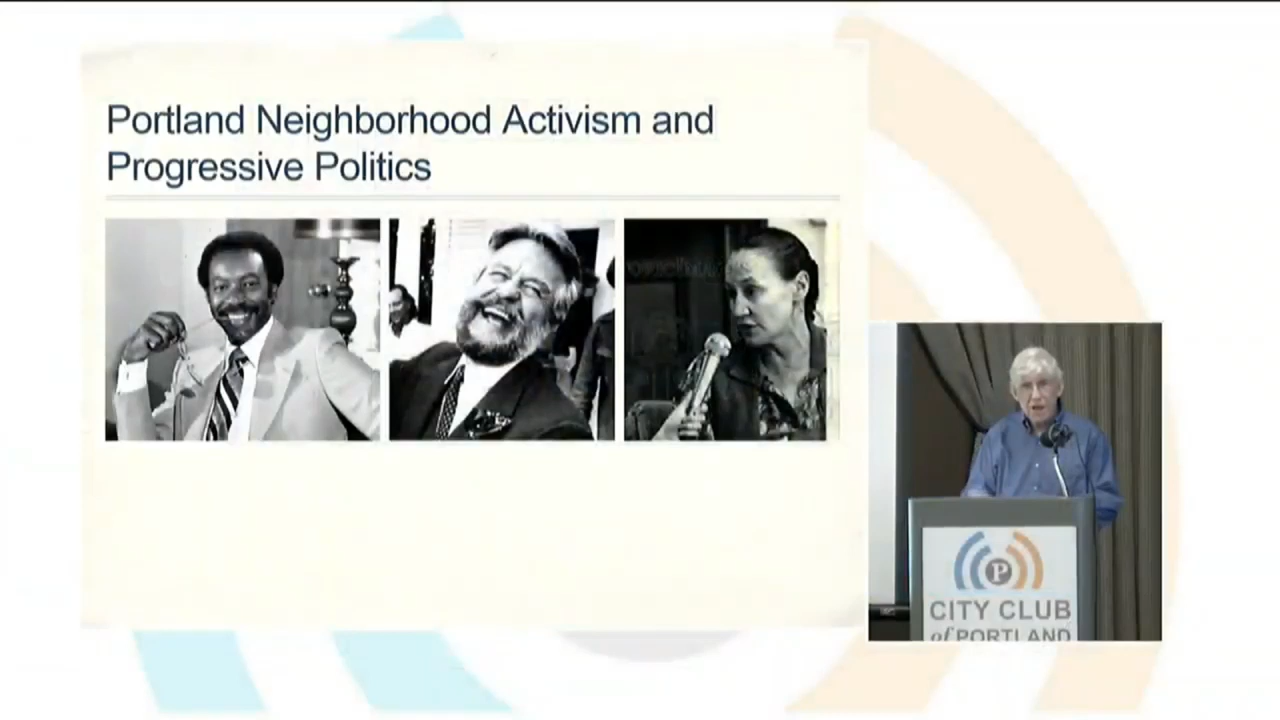 Portland Neighborhood Activism and
Progressive Politics
P
CITY CLUB
of PORTLAND